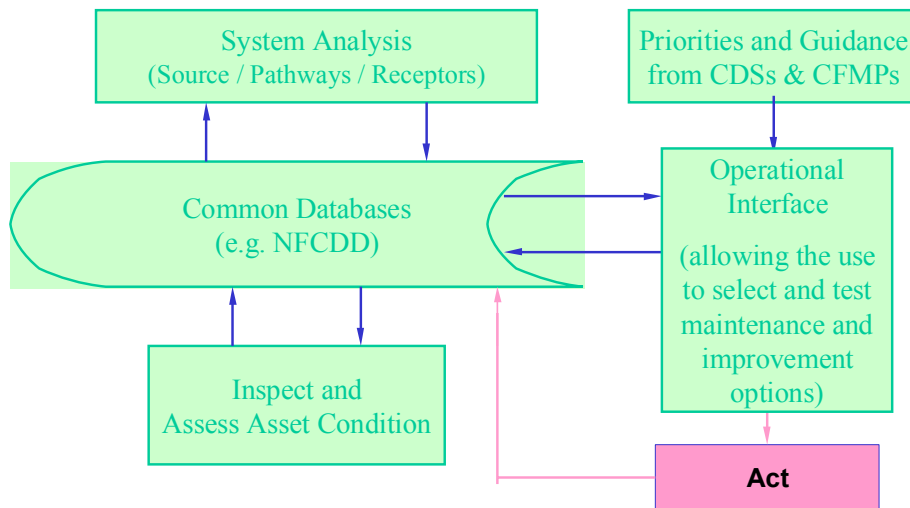 System Analysis
(Source / Pathways / Receptors)
Priorities and Guidance
from CDSs & CFMPs
Common Databases
(e.g. NFCDD)
Operational
Interface
(allowing the use
to select and test
maintenance and
improvement
options)
Inspect and
Assess Asset Condition
Act